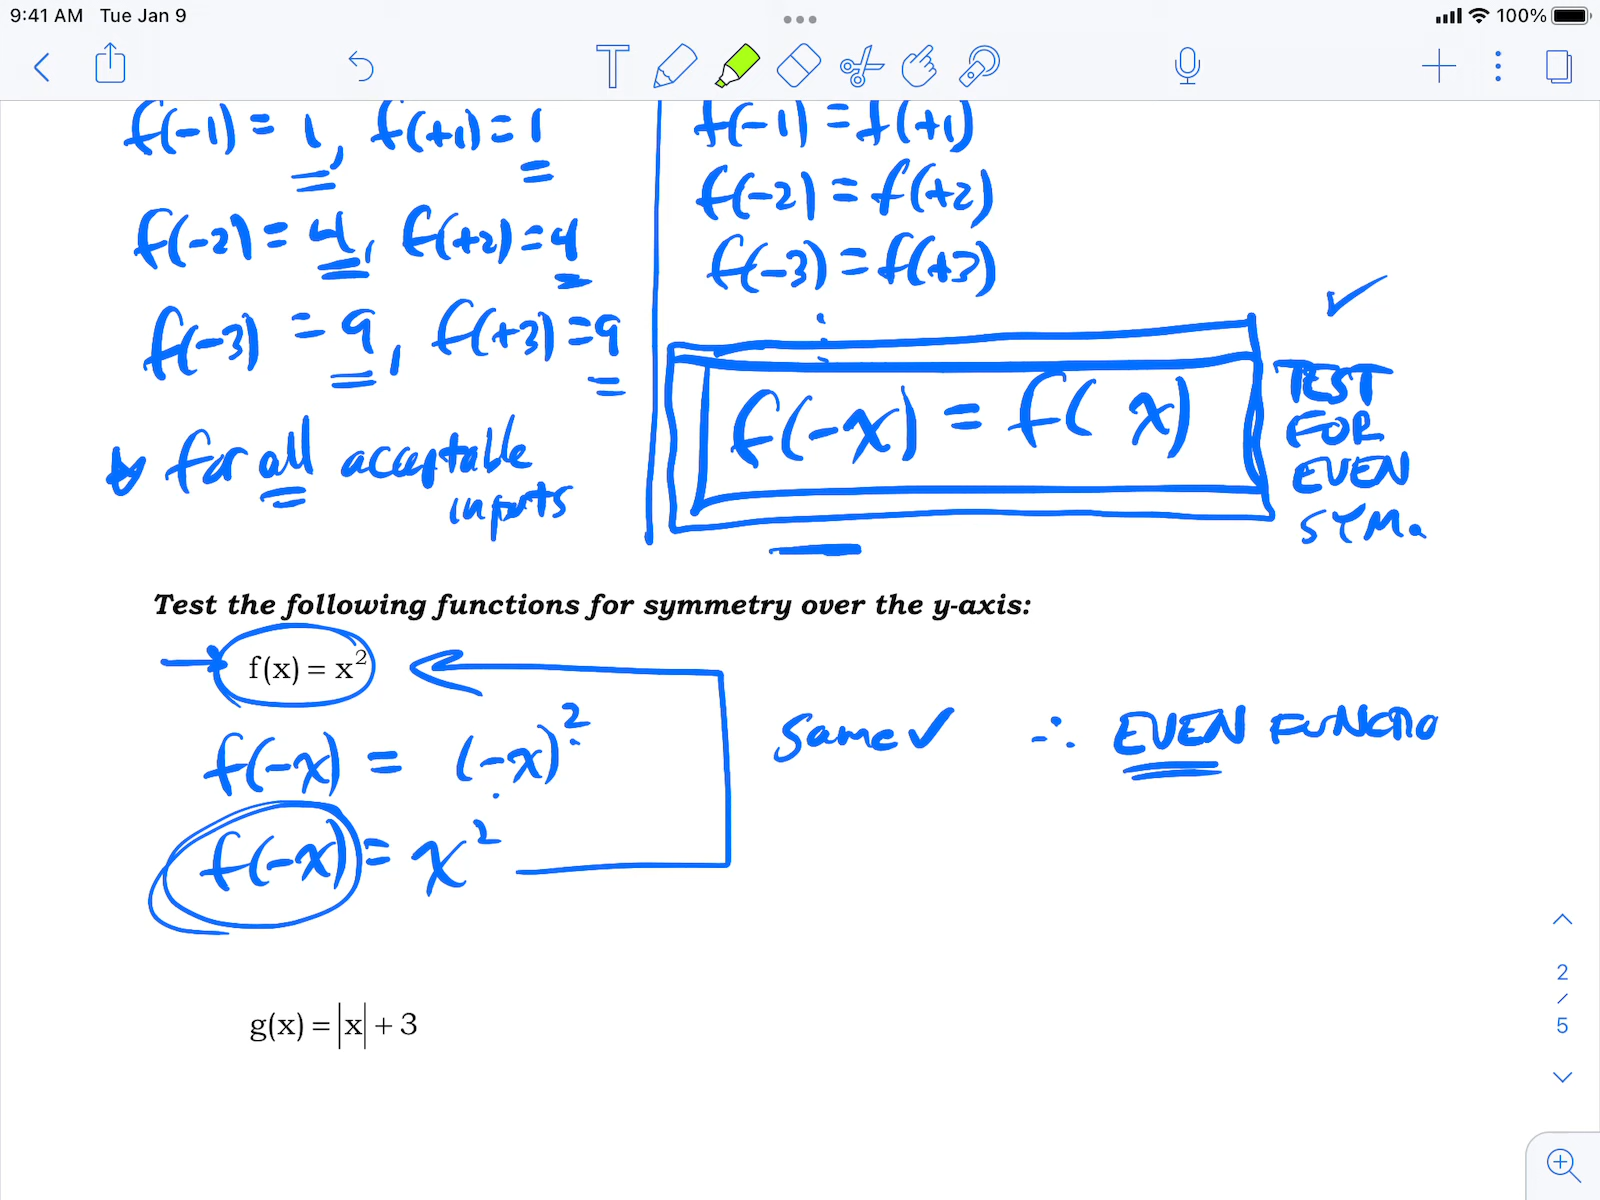 9:41 AM Tue Jan 9
100%
f(-1) = 1, f(+1) = 1
f(-2) = 4, f(+2) = 4
f(-3) = 9, f(+3) = 9
for all acceptable
inputs
f(-1) = f(+1)
f(-2) = f(+2)
f(-3) = f(+3)
f(-x) = f( x)
✓
TEST
FOR
EVEN
SYM.
Test the following functions for symmetry over the y-axis:
f(x) = x²
f(-x) = (-x)²
f(-x) = x²
Same ✓ ∴ EVEN FUNCTIO
g(x) = |x| + 3
2
/
5